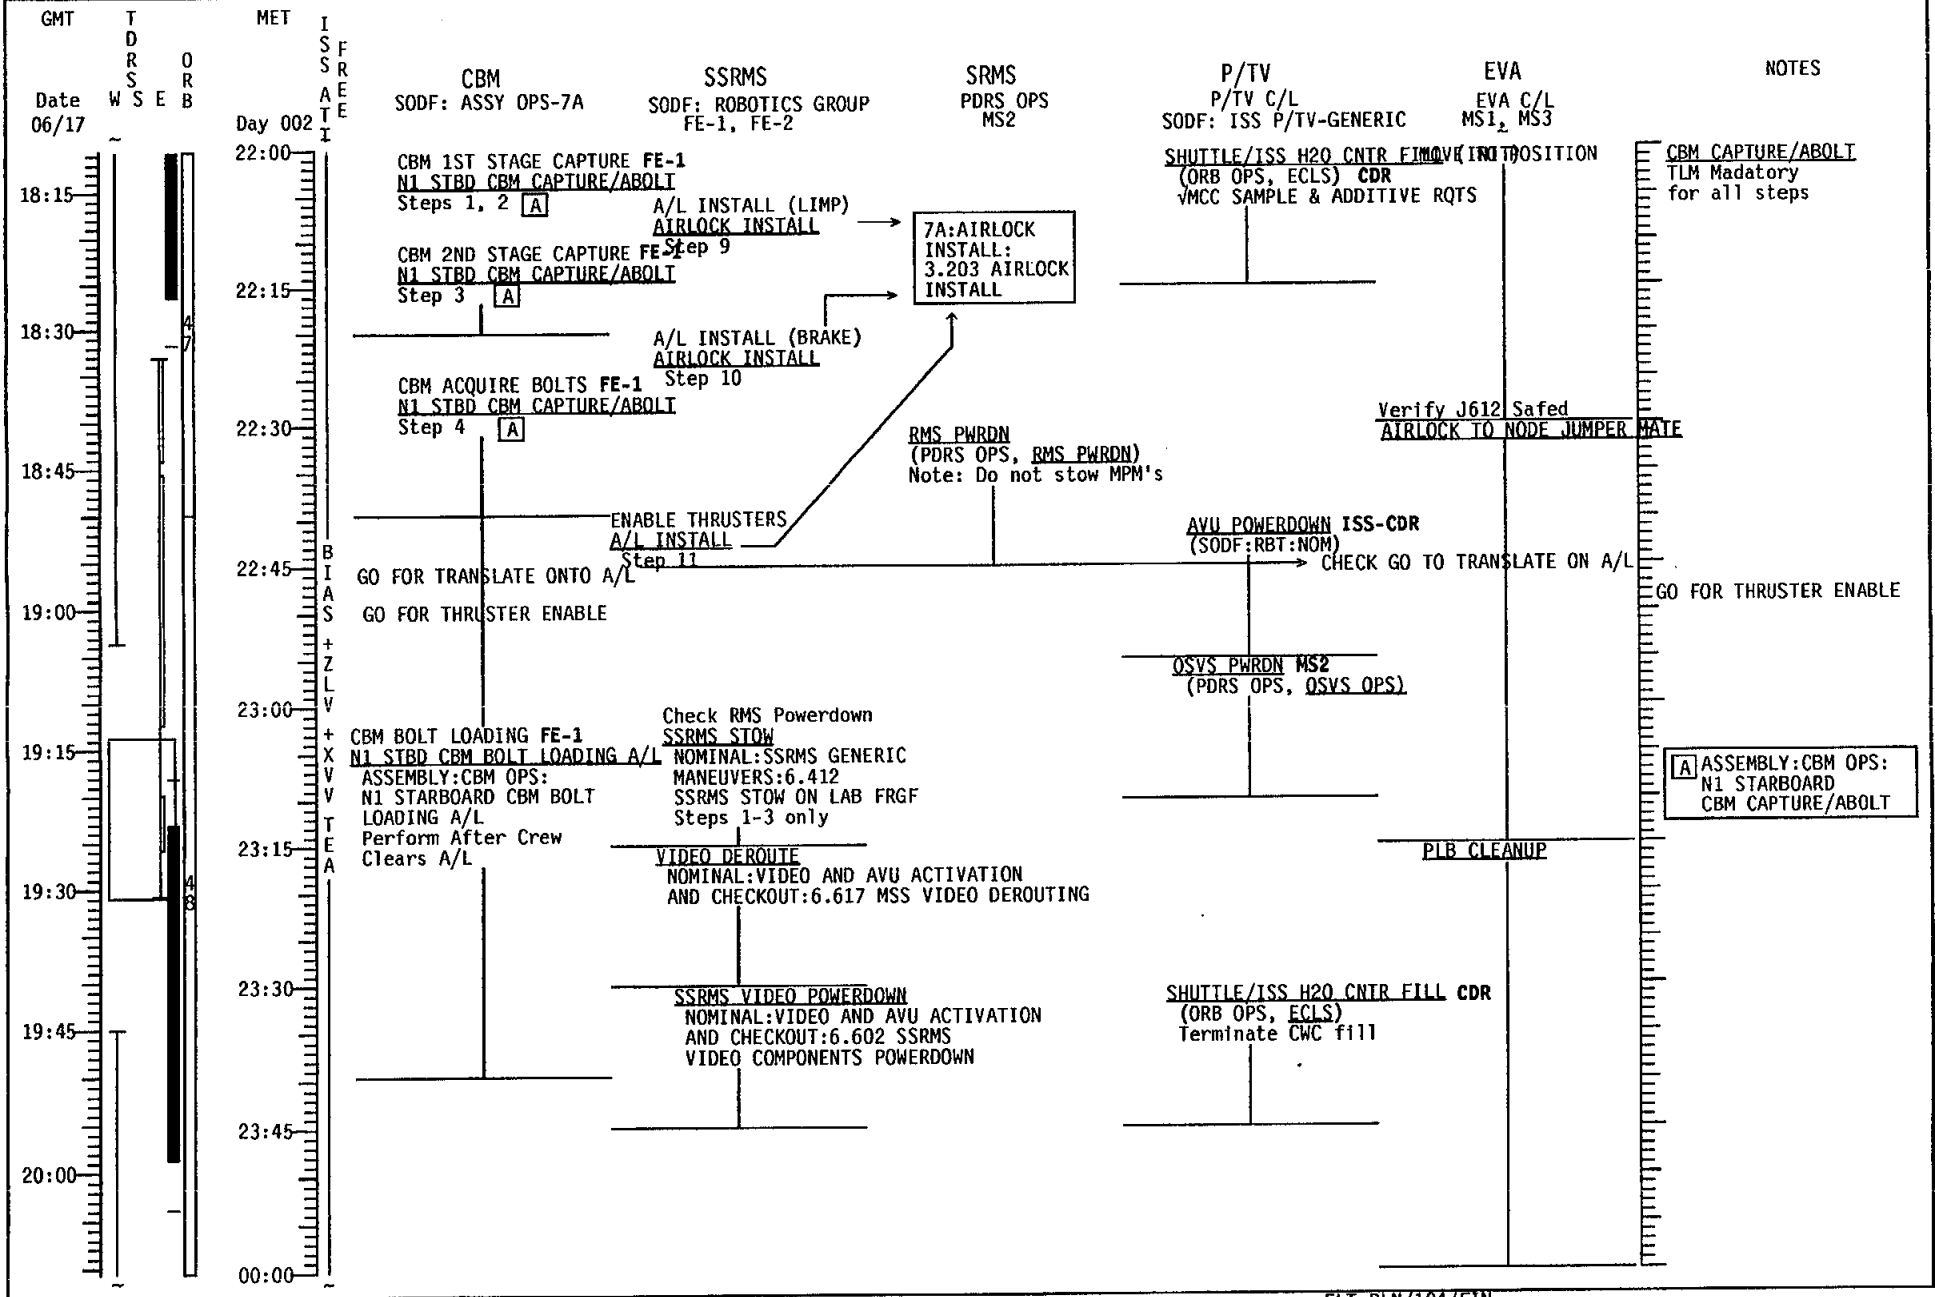 GMT
TDRSS
W S E
ORB
MET
ISS ATTI
FREE
Date
06/17
Day 002
CBM
SODF: ASSY OPS-7A
SSRMS
SODF: ROBOTICS GROUP
FE-1, FE-2
SRMS
PDRS OPS
MS2
P/TV
P/TV C/L
SODF: ISS P/TV-GENERIC
EVA
EVA C/L
MS1, MS3
NOTES
18:15
18:30
18:45
19:00
19:15
19:30
19:45
20:00
47
48
22:00
22:15
22:30
22:45
23:00
23:15
23:30
23:45
00:00
BIAS +ZLV +XVV TEA
CBM 1ST STAGE CAPTURE FE-1
N1 STBD CBM CAPTURE/ABOLT
Steps 1, 2 A
CBM 2ND STAGE CAPTURE FE-1
N1 STBD CBM CAPTURE/ABOLT
Step 3 A
CBM ACQUIRE BOLTS FE-1
N1 STBD CBM CAPTURE/ABOLT
Step 4 A
GO FOR TRANSLATE ONTO A/L
GO FOR THRUSTER ENABLE
CBM BOLT LOADING FE-1
N1 STBD CBM BOLT LOADING A/L
ASSEMBLY:CBM OPS:
N1 STARBOARD CBM BOLT
LOADING A/L
Perform After Crew
Clears A/L
A/L INSTALL (LIMP)
AIRLOCK INSTALL
Step 9
A/L INSTALL (BRAKE)
AIRLOCK INSTALL
Step 10
ENABLE THRUSTERS
A/L INSTALL
Step 11
Check RMS Powerdown
SSRMS STOW
NOMINAL:SSRMS GENERIC
MANEUVERS:6.412
SSRMS STOW ON LAB FRGF
Steps 1-3 only
VIDEO DEROUTE
NOMINAL:VIDEO AND AVU ACTIVATION
AND CHECKOUT:6.617 MSS VIDEO DEROUTING
SSRMS VIDEO POWERDOWN
NOMINAL:VIDEO AND AVU ACTIVATION
AND CHECKOUT:6.602 SSRMS
VIDEO COMPONENTS POWERDOWN
7A:AIRLOCK
INSTALL:
3.203 AIRLOCK
INSTALL
RMS PWRDN
(PDRS OPS, RMS PWRDN)
Note: Do not stow MPM's
SHUTTLE/ISS H2O CNTR
(ORB OPS, ECLS) CDR
√MCC SAMPLE & ADDITIVE RQTS
AVU POWERDOWN ISS-CDR
(SODF:RBT:NOM)
OSVS PWRDN MS2
(PDRS OPS, OSVS OPS)
SHUTTLE/ISS H2O CNTR FILL CDR
(ORB OPS, ECLS)
Terminate CWC fill
Verify J612 Safed
AIRLOCK TO NODE JUMPER MATE
CHECK GO TO TRANSLATE ON A/L
PLB CLEANUP
CBM CAPTURE/ABOLT
TLM Madatory
for all steps
GO FOR THRUSTER ENABLE
A ASSEMBLY:CBM OPS:
N1 STARBOARD
CBM CAPTURE/ABOLT